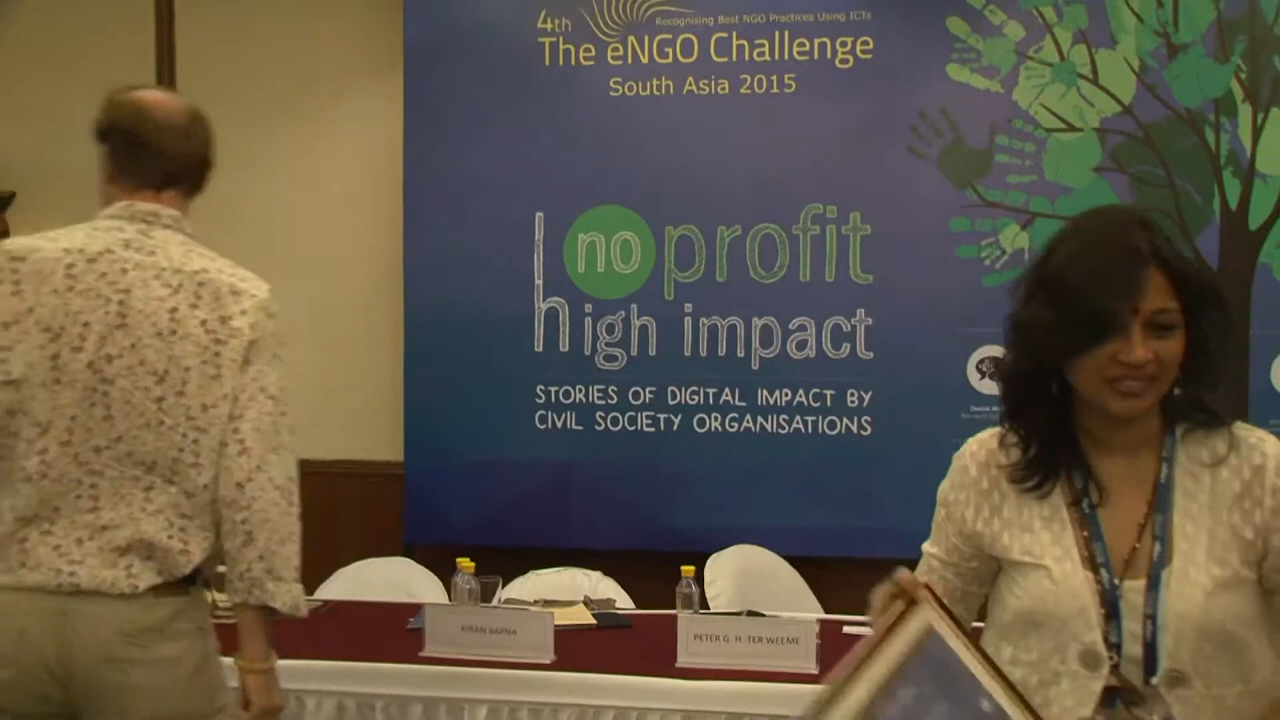 4th
Recognising Best NGO Practices Using ICTs
The eNGO Challenge
South Asia 2015
no profit
high impact
STORIES OF DIGITAL IMPACT BY
CIVIL SOCIETY ORGANISATIONS
KIRAN BAPNA
PETER G. H. TER WEEME